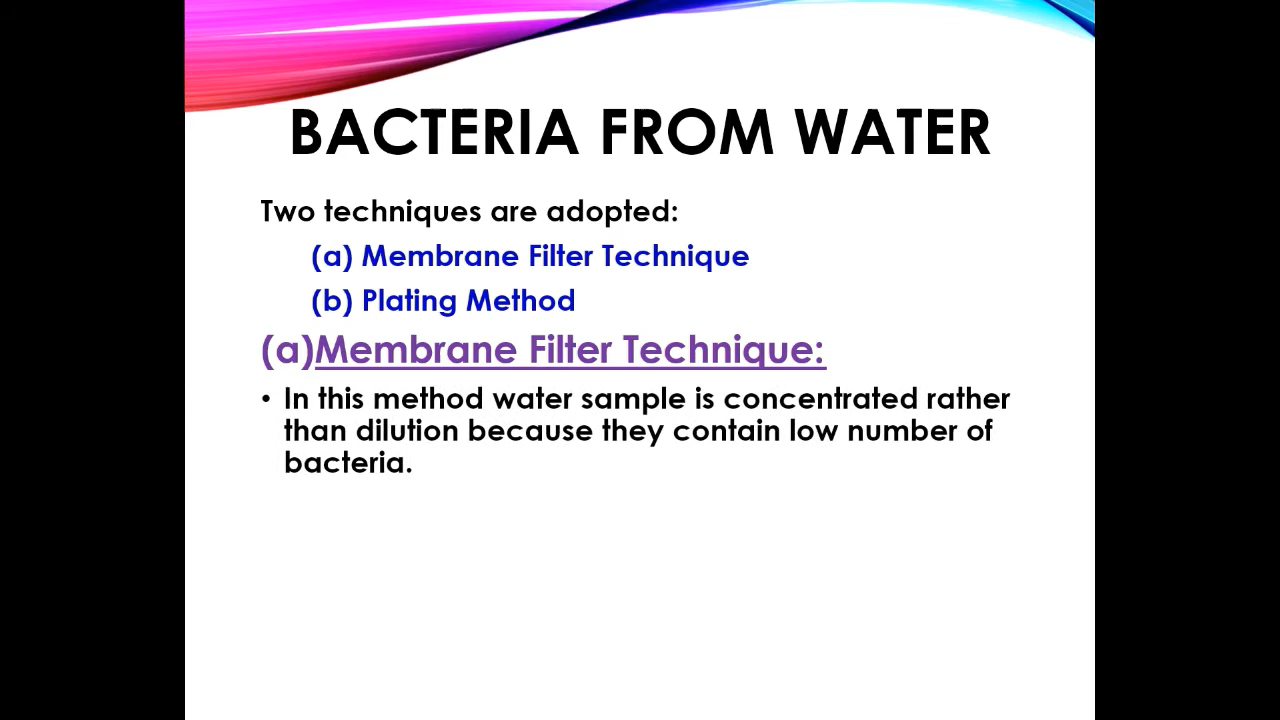 BACTERIA FROM WATER
Two techniques are adopted:
(a) Membrane Filter Technique
(b) Plating Method
(a)Membrane Filter Technique:
• In this method water sample is concentrated rather
than dilution because they contain low number of
bacteria.